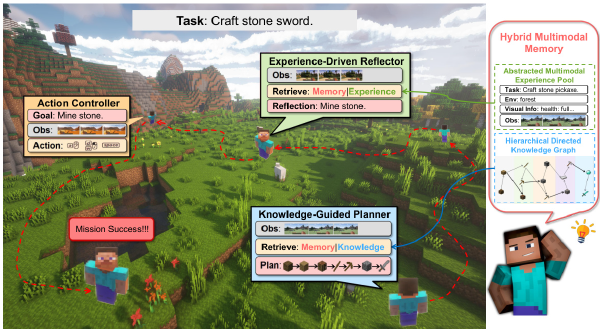 Task: Craft stone sword.
Experience-Driven Reflector
Obs:
Retrieve: Memory|Experience
Reflection: Mine stone.
Action Controller
Goal: Mine stone.
Obs:
Action:
Mission Success!!!
Knowledge-Guided Planner
Obs:
Retrieve: Memory|Knowledge
Plan:
Hybrid Multimodal
Memory
Abstracted Multimodal
Experience Pool
Task: Craft stone pickase.
Env: forest
Visual Info: health: full...
Obs:
Hierarchical Directed
Knowledge Graph